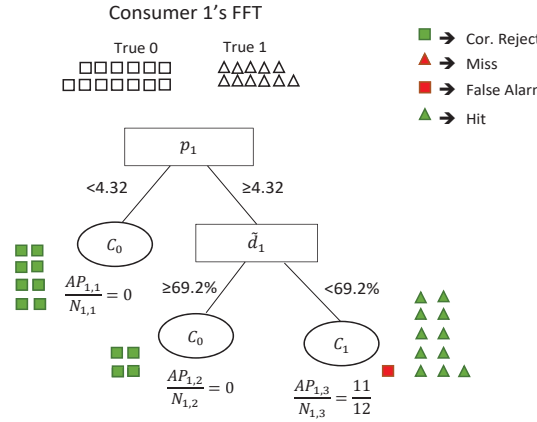 Consumer 1's FFT
True 0
True 1
➔ Cor. Reject
➔ Miss
➔ False Alarm
➔ Hit
p₁
<4.32
≥4.32
C₀
d̃₁
AP₁,₁/N₁,₁ = 0
≥69.2%
<69.2%
C₀
C₁
AP₁,₂/N₁,₂ = 0
AP₁,₃/N₁,₃ = 11/12